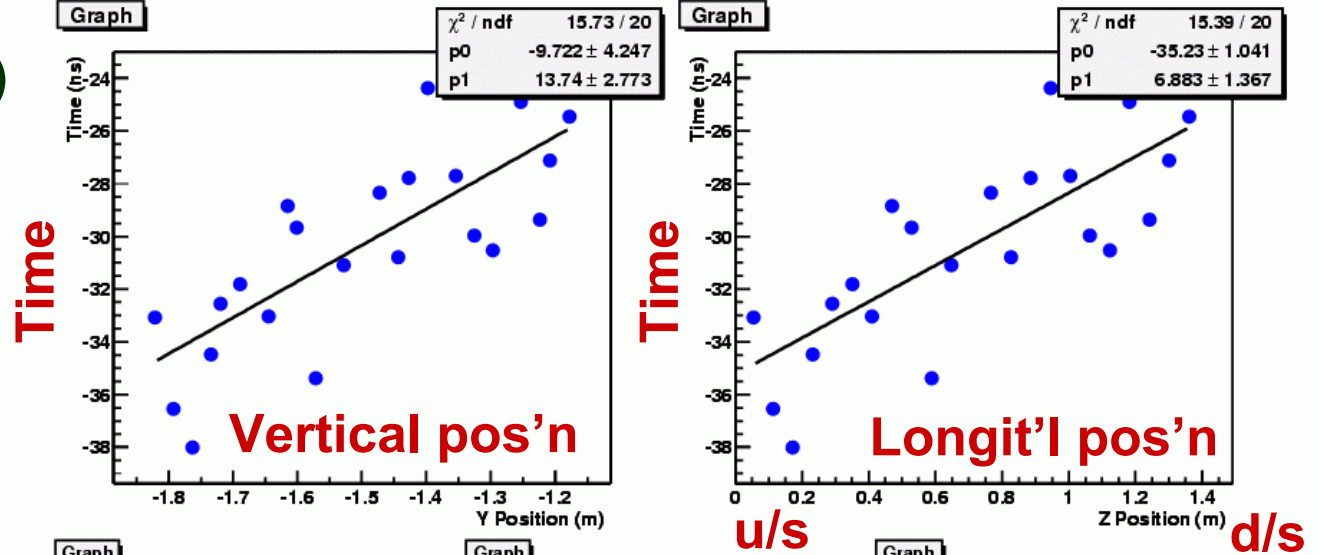 Graph
χ² / ndf 15.73 / 20
p0 -9.722 ± 4.247
p1 13.74 ± 2.773
Time (ns)
-24
-26
-28
-30
-32
-34
-36
-38
Time
Vertical pos'n
-1.8 -1.7 -1.6 -1.5 -1.4 -1.3 -1.2
Y Position (m)
Graph
χ² / ndf 15.39 / 20
p0 -35.23 ± 1.041
p1 6.883 ± 1.367
Time (ns)
-24
-26
-28
-30
-32
-34
-36
-38
Time
Longit'l pos'n
0 0.2 0.4 0.6 0.8 1 1.2 1.4
Z Position (m)
u/s d/s
Graph Graph Graph